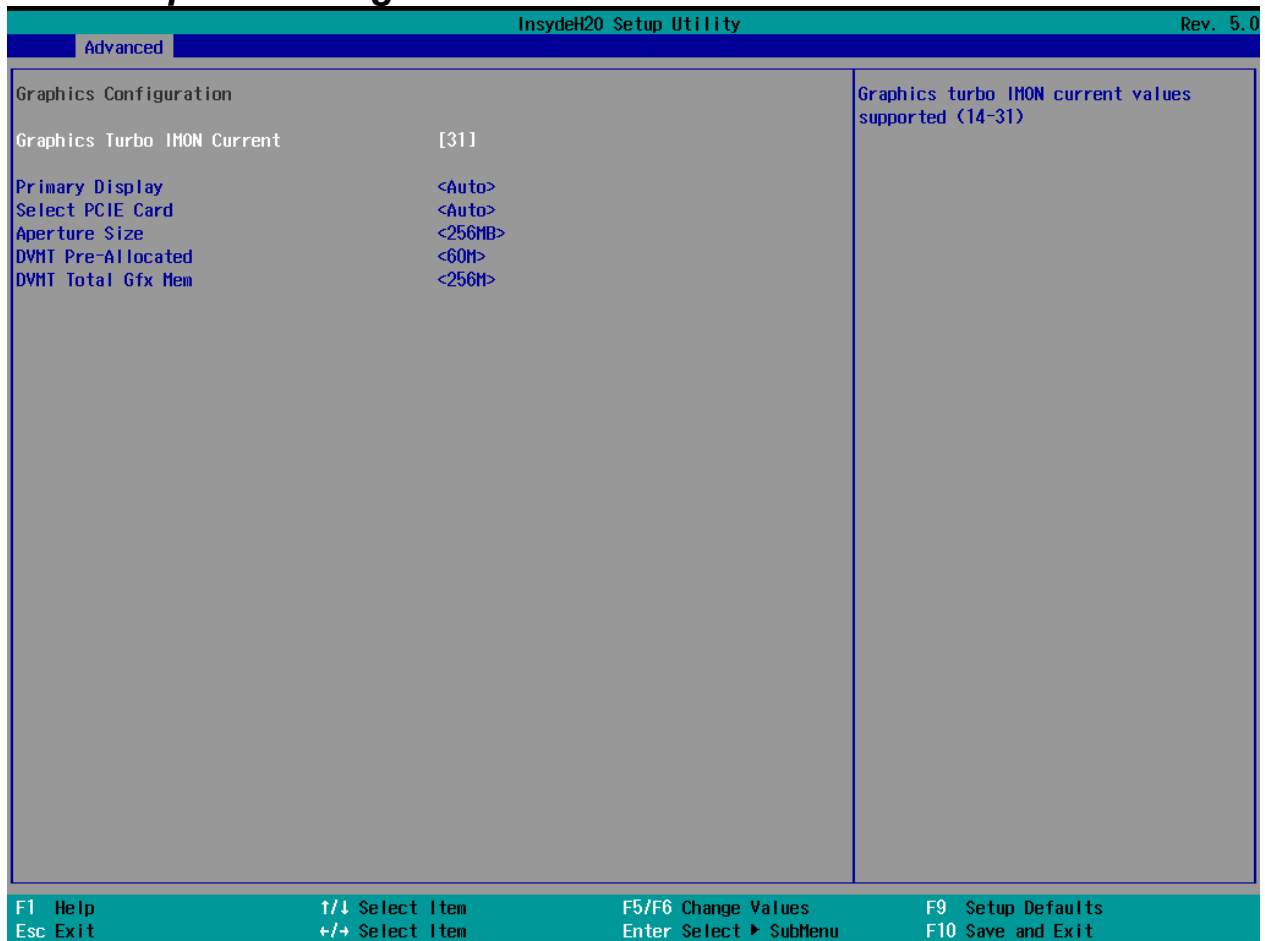 InsydeH20 Setup Utility Rev. 5.0
Advanced
Graphics Configuration
Graphics Turbo IMON Current [31]
Primary Display <Auto>
Select PCIE Card <Auto>
Aperture Size <256MB>
DVMT Pre-Allocated <60M>
DVMT Total Gfx Mem <256M>
Graphics turbo IMON current values
supported (14-31)
F1 Help ↑/↓ Select Item F5/F6 Change Values F9 Setup Defaults
Esc Exit ←/→ Select Item Enter Select ▶ SubMenu F10 Save and Exit